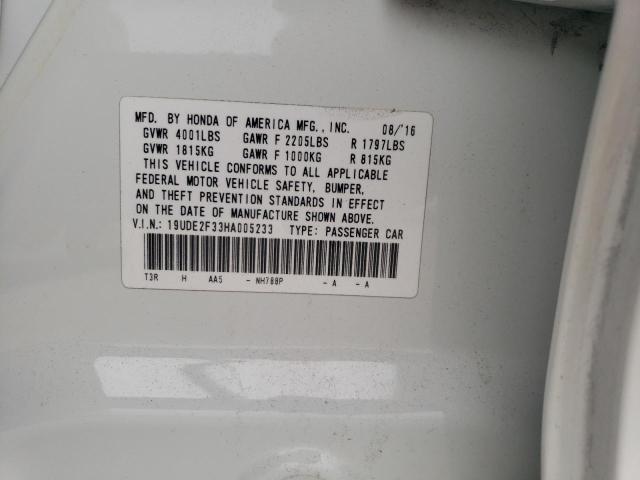 MFD. BY HONDA OF AMERICA MFG., INC. 08/'16
GVWR 4001LBS GAWR F 2205LBS R 1797LBS
GVWR 1815KG GAWR F 1000KG R 815KG
THIS VEHICLE CONFORMS TO ALL APPLICABLE
FEDERAL MOTOR VEHICLE SAFETY, BUMPER,
AND THEFT PREVENTION STANDARDS IN EFFECT
ON THE DATE OF MANUFACTURE SHOWN ABOVE.
V.I.N.: 19UDE2F33HA005233 TYPE: PASSENGER CAR
T3R H AA5 - NH788P - A - A